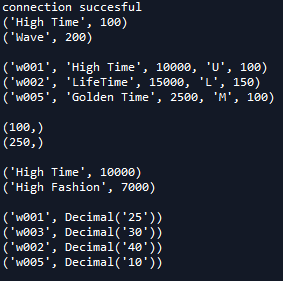 connection succesful
('High Time', 100)
('Wave', 200)

('w001', 'High Time', 10000, 'U', 100)
('w002', 'LifeTime', 15000, 'L', 150)
('w005', 'Golden Time', 2500, 'M', 100)

(100,)
(250,)

('High Time', 10000)
('High Fashion', 7000)

('w001', Decimal('25'))
('w003', Decimal('30'))
('w002', Decimal('40'))
('w005', Decimal('10'))